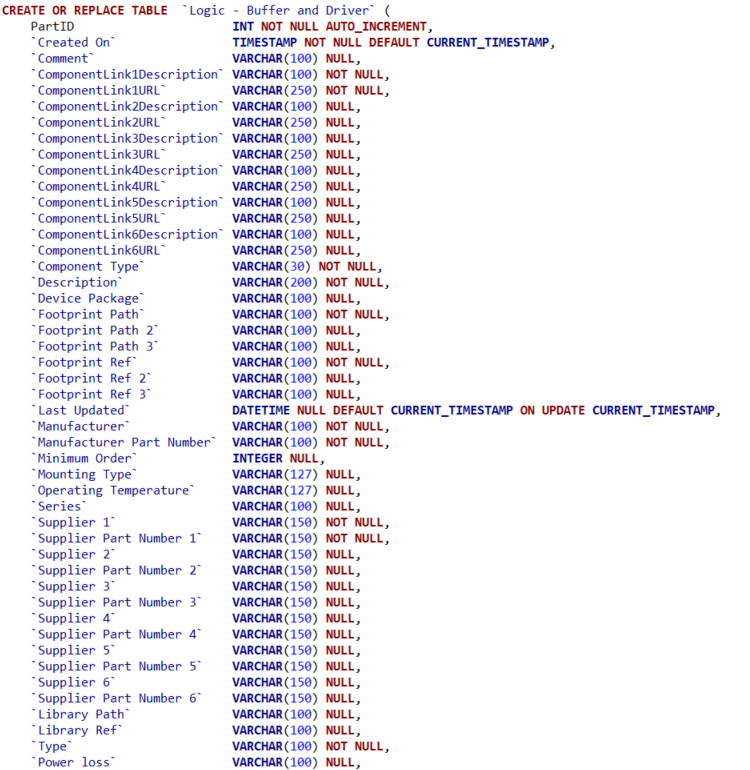 CREATE OR REPLACE TABLE `Logic - Buffer and Driver` (
PartID INT NOT NULL AUTO_INCREMENT,
`Created On` TIMESTAMP NOT NULL DEFAULT CURRENT_TIMESTAMP,
`Comment` VARCHAR(100) NULL,
`ComponentLink1Description` VARCHAR(100) NOT NULL,
`ComponentLink1URL` VARCHAR(250) NOT NULL,
`ComponentLink2Description` VARCHAR(100) NULL,
`ComponentLink2URL` VARCHAR(250) NULL,
`ComponentLink3Description` VARCHAR(100) NULL,
`ComponentLink3URL` VARCHAR(250) NULL,
`ComponentLink4Description` VARCHAR(100) NULL,
`ComponentLink4URL` VARCHAR(250) NULL,
`ComponentLink5Description` VARCHAR(100) NULL,
`ComponentLink5URL` VARCHAR(250) NULL,
`ComponentLink6Description` VARCHAR(100) NULL,
`ComponentLink6URL` VARCHAR(250) NULL,
`Component Type` VARCHAR(30) NOT NULL,
`Description` VARCHAR(200) NOT NULL,
`Device Package` VARCHAR(100) NULL,
`Footprint Path` VARCHAR(100) NOT NULL,
`Footprint Path 2` VARCHAR(100) NULL,
`Footprint Path 3` VARCHAR(100) NULL,
`Footprint Ref` VARCHAR(100) NOT NULL,
`Footprint Ref 2` VARCHAR(100) NULL,
`Footprint Ref 3` VARCHAR(100) NULL,
`Last Updated` DATETIME NULL DEFAULT CURRENT_TIMESTAMP ON UPDATE CURRENT_TIMESTAMP,
`Manufacturer` VARCHAR(100) NOT NULL,
`Manufacturer Part Number` VARCHAR(100) NOT NULL,
`Minimum Order` INTEGER NULL,
`Mounting Type` VARCHAR(127) NULL,
`Operating Temperature` VARCHAR(127) NULL,
`Series` VARCHAR(100) NULL,
`Supplier 1` VARCHAR(150) NOT NULL,
`Supplier Part Number 1` VARCHAR(150) NOT NULL,
`Supplier 2` VARCHAR(150) NULL,
`Supplier Part Number 2` VARCHAR(150) NULL,
`Supplier 3` VARCHAR(150) NULL,
`Supplier Part Number 3` VARCHAR(150) NULL,
`Supplier 4` VARCHAR(150) NULL,
`Supplier Part Number 4` VARCHAR(150) NULL,
`Supplier 5` VARCHAR(150) NULL,
`Supplier Part Number 5` VARCHAR(150) NULL,
`Supplier 6` VARCHAR(150) NULL,
`Supplier Part Number 6` VARCHAR(150) NULL,
`Library Path` VARCHAR(100) NULL,
`Library Ref` VARCHAR(100) NULL,
`Type` VARCHAR(100) NOT NULL,
`Power loss` VARCHAR(100) NULL,